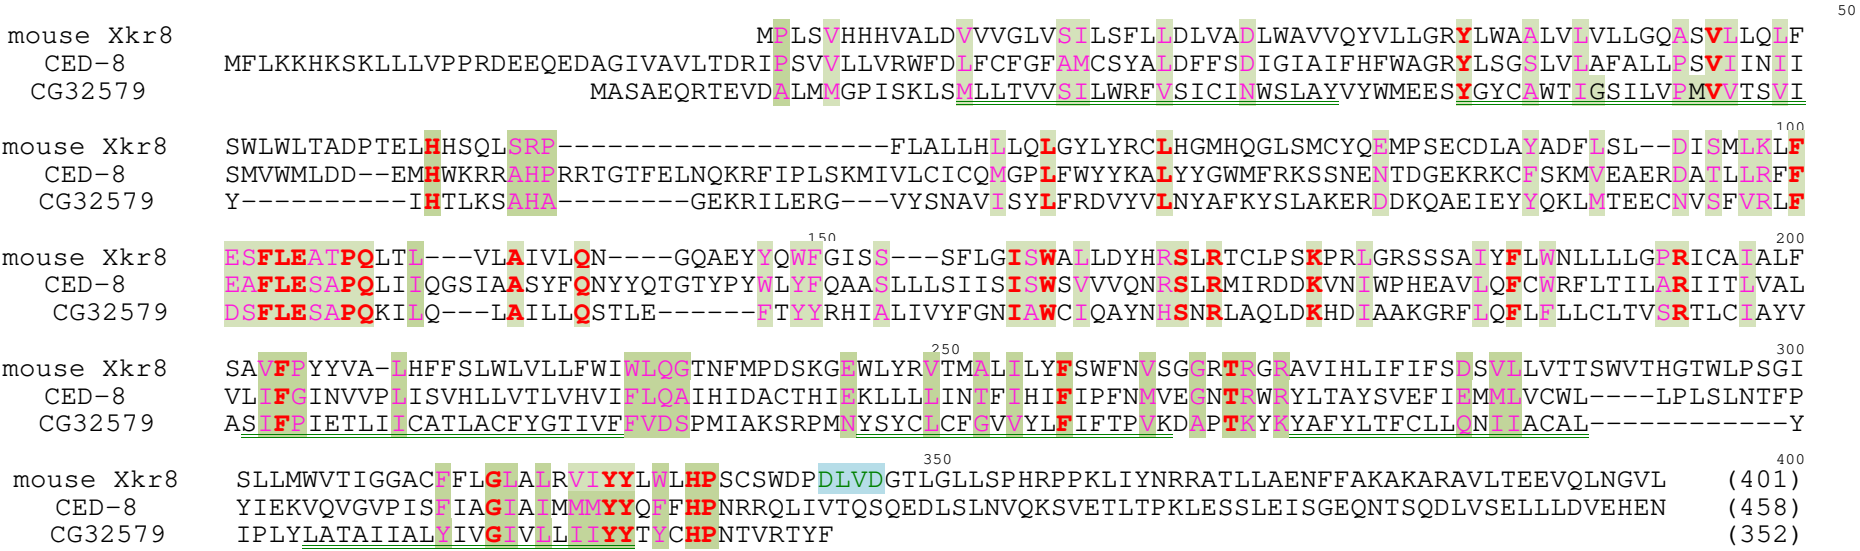 50
mouse Xkr8 MPLSVHHHVALDVVVGLVSILSFLLDLVADLWAVVQYVLLGRYLWAALVLVLLGQASVLLQLF
CED-8 MFLKKHKSKLLLVPPRDEEQEDAGIVAVLTDRIPSVVLLVRWFDLFCFGFAMCSYALDFFSDIGIAIFHFWAGRYLSGSLVLAFALLPSVIINII
CG32579 MASAEQRTEVDALMMGPISKLSMLLTVVSILWRFVSICINWSLAYVYWMEESYGYCAWTIGSILVPMVVTSVI
100
mouse Xkr8 SWLWLTADPTELHHSQLSRP--------------------FLALLHLLQLGYLYRCLHGMHQGLSMCYQEMPSECDLAYADFLSL--DISMLKLF
CED-8 SMVWMLDD--EMHWKRRAHPRRTGTFELNQKRFIPLSKMIVLCICQMGPLFWYYKALYYGWMFRKSSNENTDGEKRKCFSKMVEAERDATLLRFF
CG32579 Y----------IHTLKSAHA--------GEKRILERG---VYSNAVISYLFRDVYVLNYAFKYSLAKERDDKQAEIEYYQKLMTEECNVSFVRLF
150 200
mouse Xkr8 ESFLEATPQLTL---VLAIVLQN----GQAEYYQWFGISS---SFLGISWALLDYHRSLRTCLPSKPRLGRSSSAIYFLWNLLLLGPRICAIALF
CED-8 EAFLESAPQLIIQGSIAASYFQNYYQTGTYPYWLYFQAASLLLSIISISWSVVVQNRSLRMIRDDKVNIWPHEAVLQFCWRFLTILARIITLVAL
CG32579 DSFLESAPQKILQ---LAILLQSTLE------FTYYRHIALIVYFGNIAWCIQAYNHSNRLAQLDKHDIAAKGRFLQFLFLLCLTVSRTLCIAYV
250 300
mouse Xkr8 SAVFPYYVA-LHFFSLWLVLLFWIWLQGTNFMPDSKGEWLYRVTMALILYFSWFNVSGGRTRGRAVIHLIFIFSDSVLLVTTSWVTHGTWLPSGI
CED-8 VLIFGINVVPLISVHLLVTLVHVIFLQAIHIDACTHIEKLLLLINTFIHIFIPFNMVEGNTRWRYLTAYSVEFIEMMLVCWL----LPLSLNTFP
CG32579 ASIFPIETLIICATLACFYGTIVFFVDSPMIAKSRPMNYSYCLCFGVVYLFIFTPVKDAPTKYKYAFYLTFCLLQNIIACAL------------Y
350 400
mouse Xkr8 SLLMWVTIGGACFFLGLALRVIYYLWLHPSCSWDPDLVDGTLGLLSPHRPPKLIYNRRATLLAENFFAKAKARAVLTEEVQLNGVL (401)
CED-8 YIEKVQVGVPISFIAGIAIMMMYYQFFHPNRRQLIVTQSQEDLSLNVQKSVETLTPKLESSLEISGEQNTSQDLVSELLLDVEHEN (458)
CG32579 IPLYLATAIIALYIVGIVLLIIYYTYCHPNTVRTYF (352)